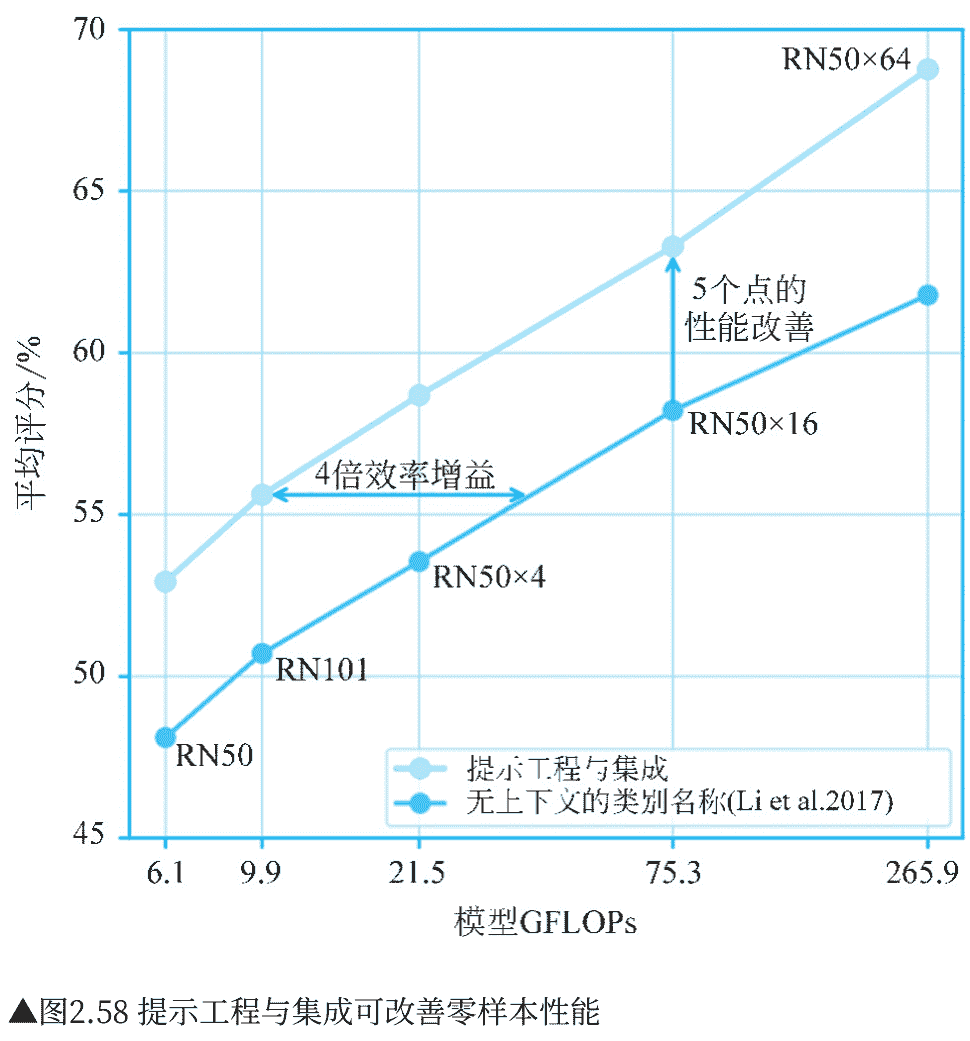 70
65
60
55
50
45
平均评分/%
RN50×64
5个点的
性能改善
RN50×16
4倍效率增益
RN50×4
RN101
RN50
提示工程与集成
无上下文的类别名称(Li et al.2017)
6.1
9.9
21.5
75.3
265.9
模型GFLOPs
▲图2.58 提示工程与集成可改善零样本性能